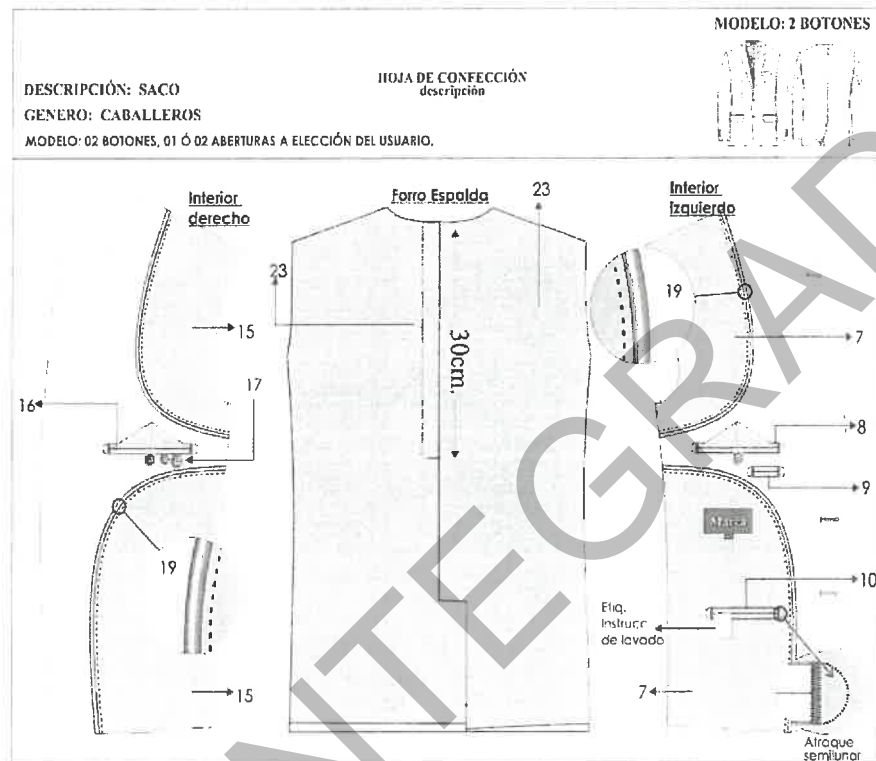 MODELO: 2 BOTONES
HOJA DE CONFECCIÓN
descripción
DESCRIPCIÓN: SACO
GENERO: CABALLEROS
MODELO: 02 BOTONES, 01 Ó 02 ABERTURAS A ELECCIÓN DEL USUARIO.
Interior
derecho
Forro Espalda
23
Interior
izquierdo
23
19
15
30cm.
7
17
16
8
9
Marca
19
10
Etiq.
Instrucc
de lavado
15
7
Atraque
semilunar
NTEGRAD